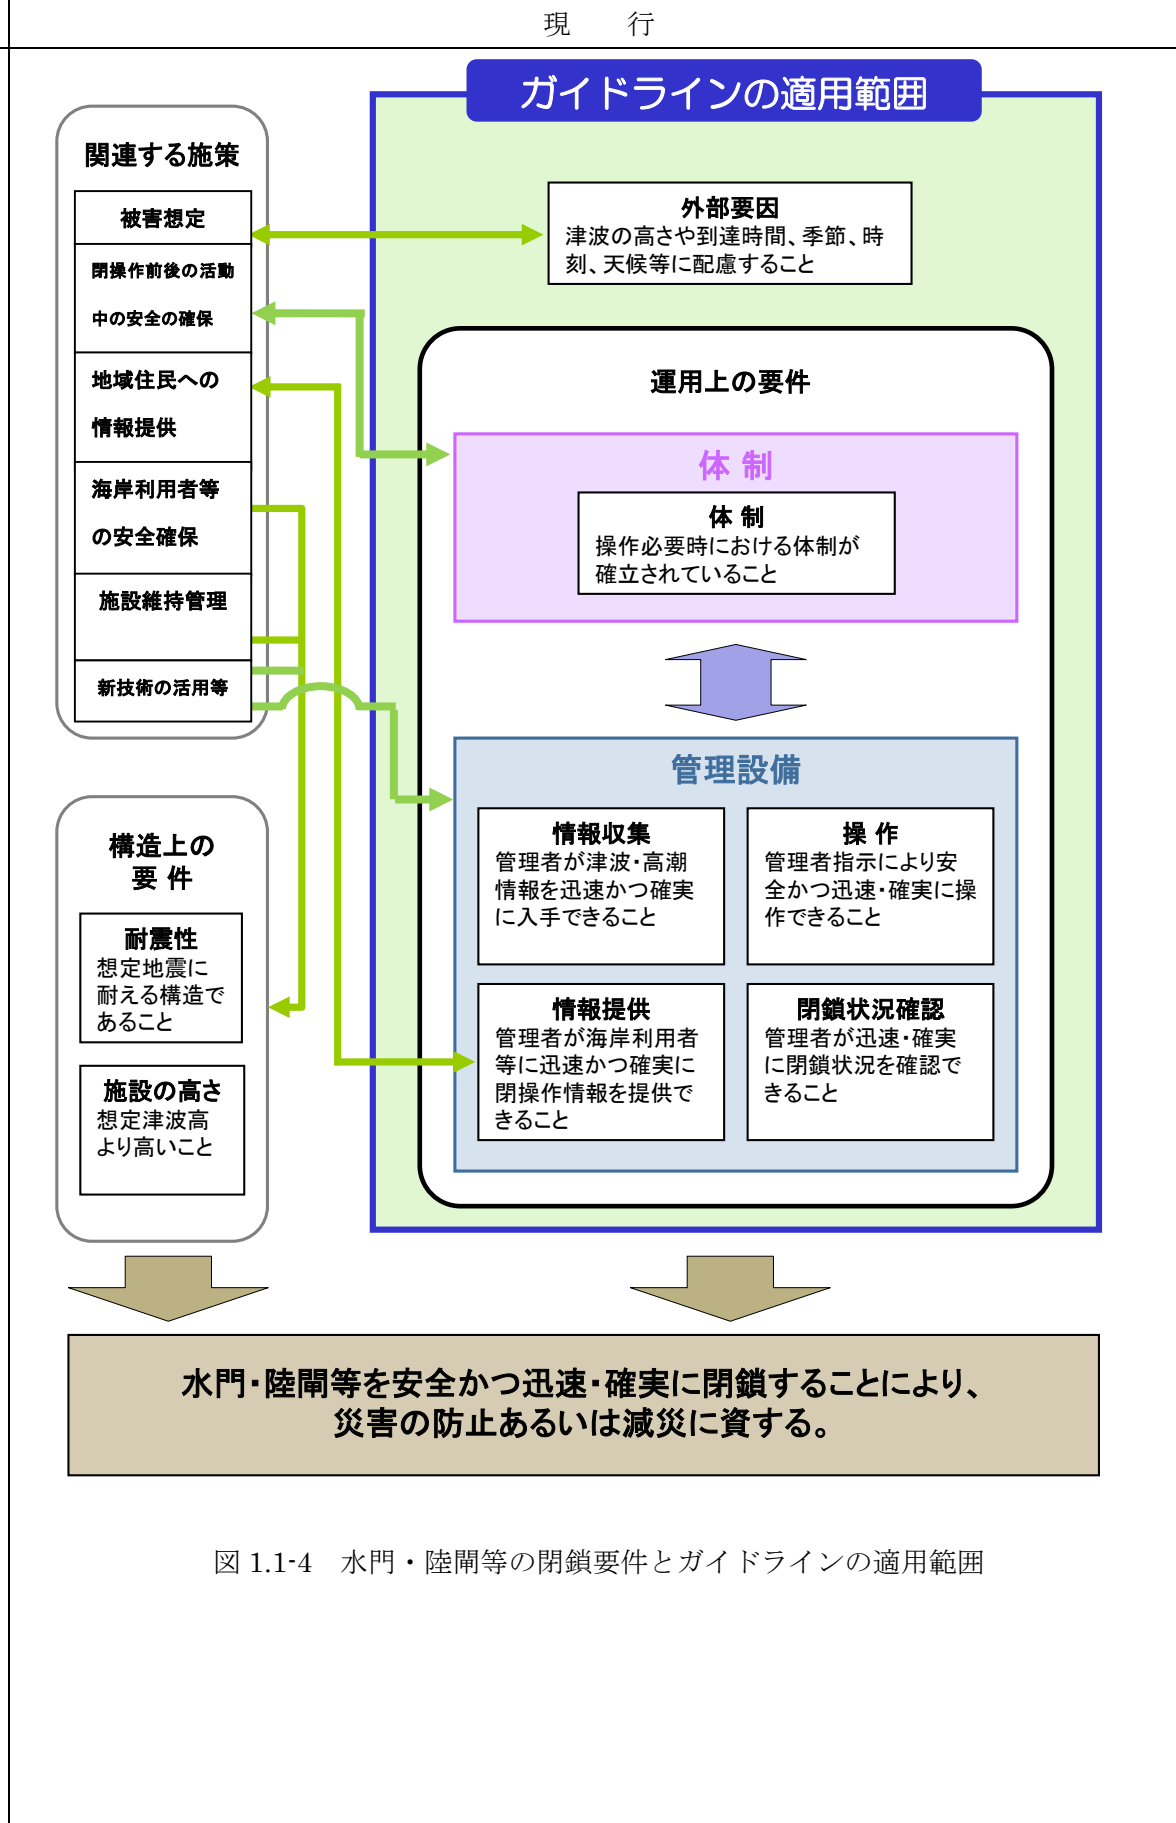 現　行
ガイドラインの適用範囲
関連する施策
被害想定
閉操作前後の活動
中の安全の確保
地域住民への
情報提供
海岸利用者等
の安全確保
施設維持管理
新技術の活用等
外部要因
津波の高さや到達時間、季節、時
刻、天候等に配慮すること
運用上の要件
体 制
体 制
操作必要時における体制が
確立されていること
管理設備
情報収集
管理者が津波・高潮
情報を迅速かつ確実
に入手できること
操 作
管理者指示により安
全かつ迅速・確実に操
作できること
情報提供
管理者が海岸利用者
等に迅速かつ確実に
閉操作情報を提供で
きること
閉鎖状況確認
管理者が迅速・確実
に閉鎖状況を確認で
きること
構造上の
要 件
耐震性
想定地震に
耐える構造で
あること
施設の高さ
想定津波高
より高いこと
水門・陸閘等を安全かつ迅速・確実に閉鎖することにより、
災害の防止あるいは減災に資する。
図 1.1-4　水門・陸閘等の閉鎖要件とガイドラインの適用範囲